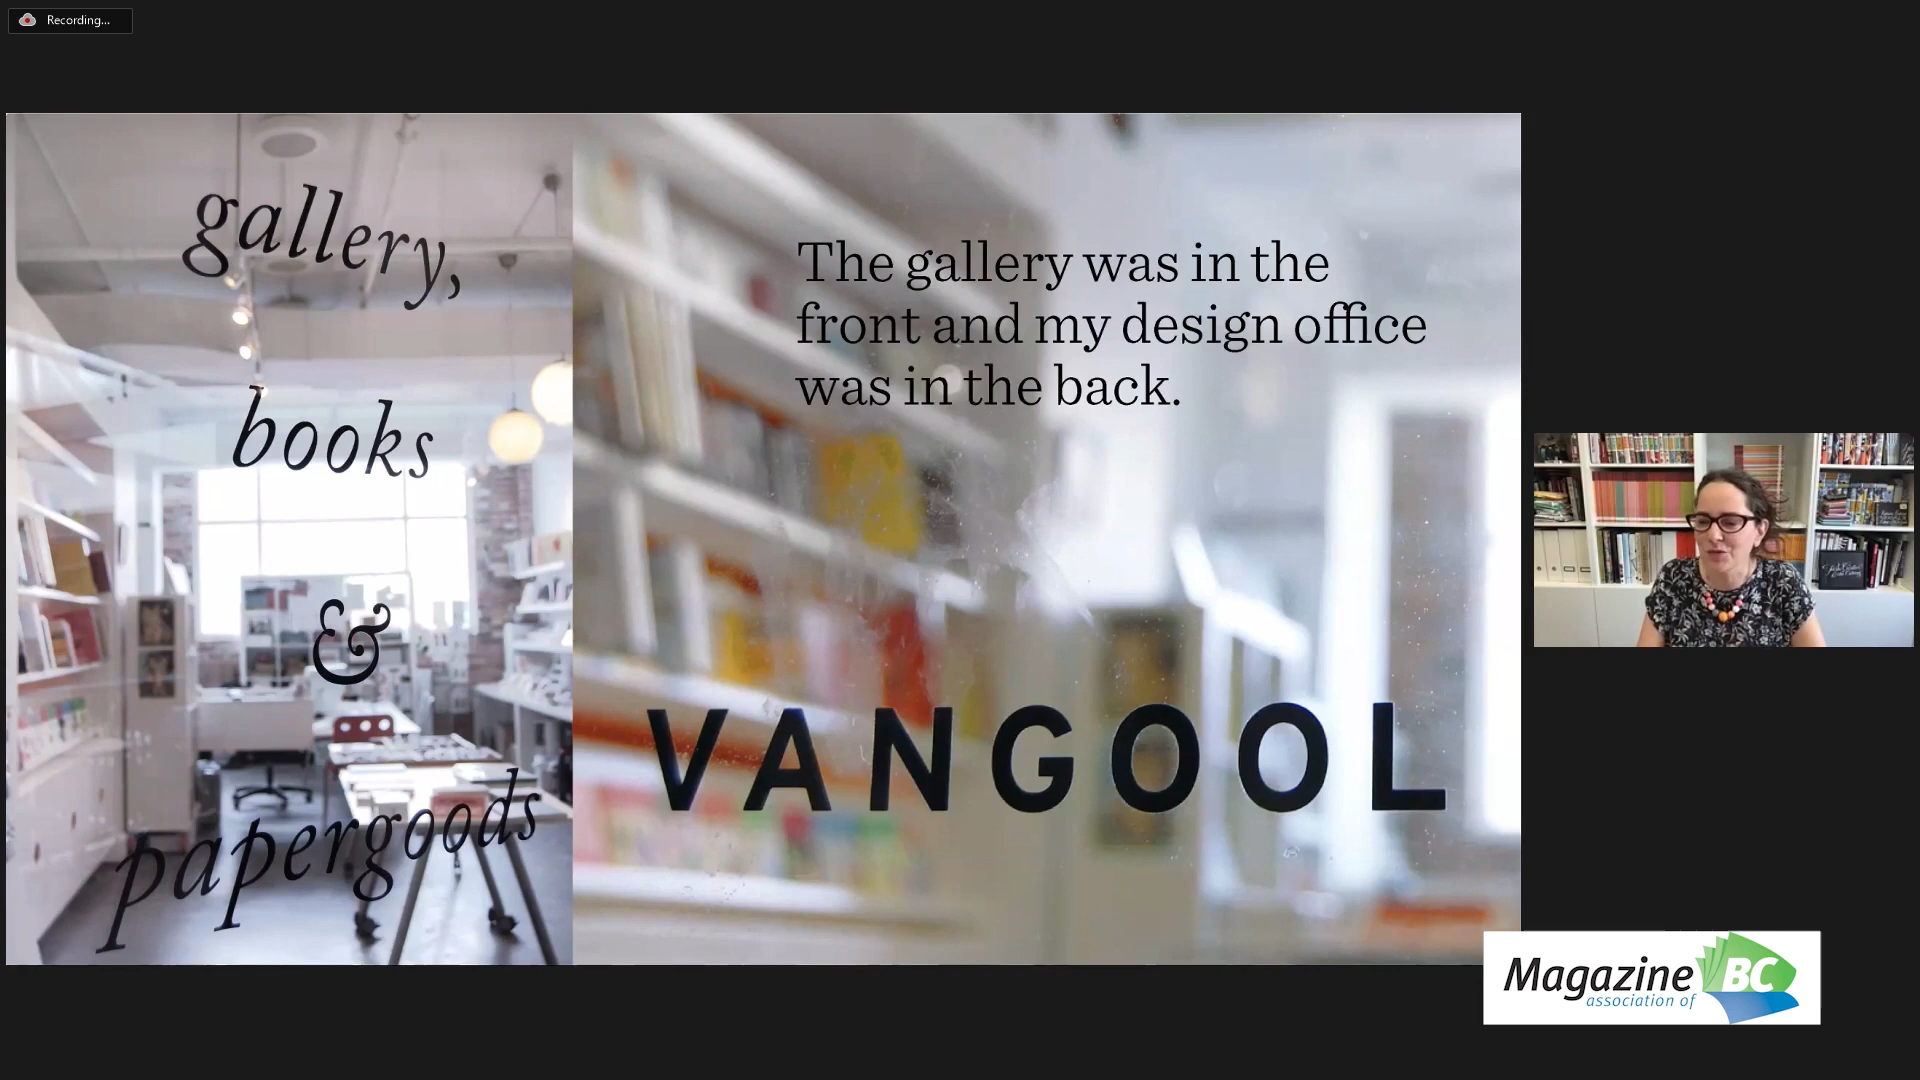 Recording...
gallery,
books
&
papergoods
The gallery was in the
front and my design office
was in the back.
VANGOOL
Magazine BC
association of